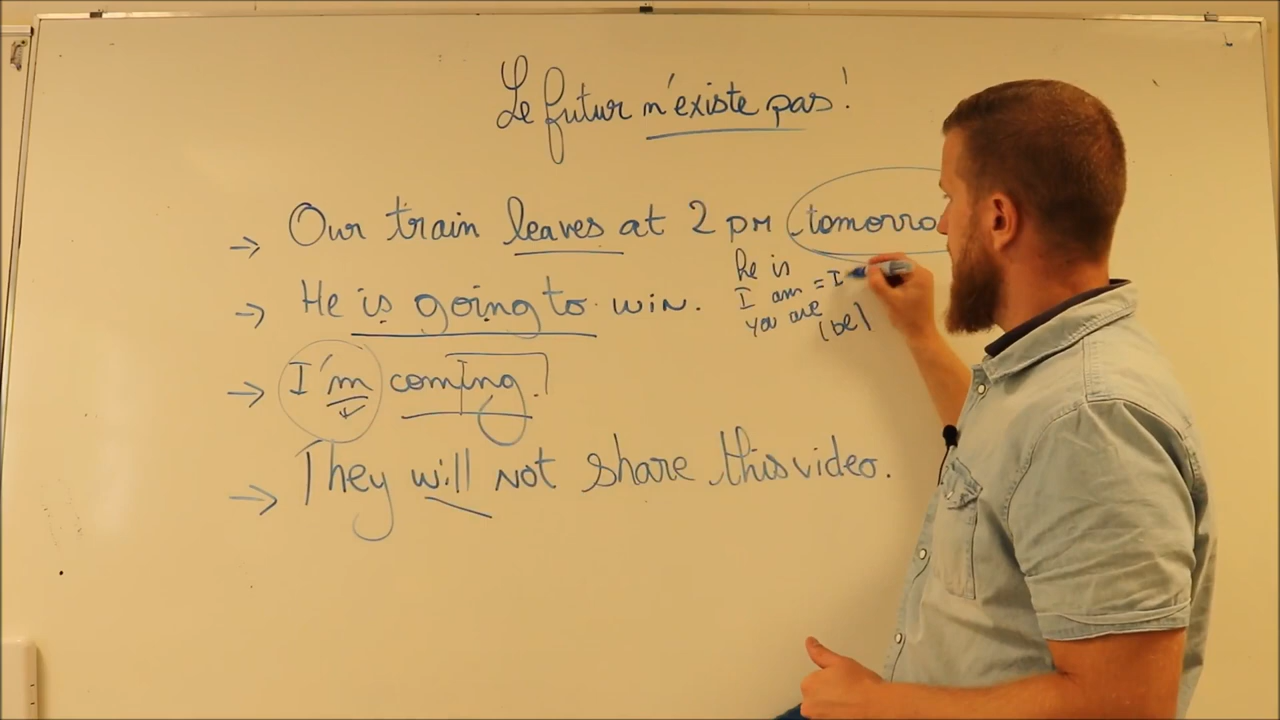 Le futur n'existe pas!
→ Our train leaves at 2 pm tomorro
he is
I am = I
you are
(be)
→ He is going to win.
→ I'm coming!
→ They will not share this video.